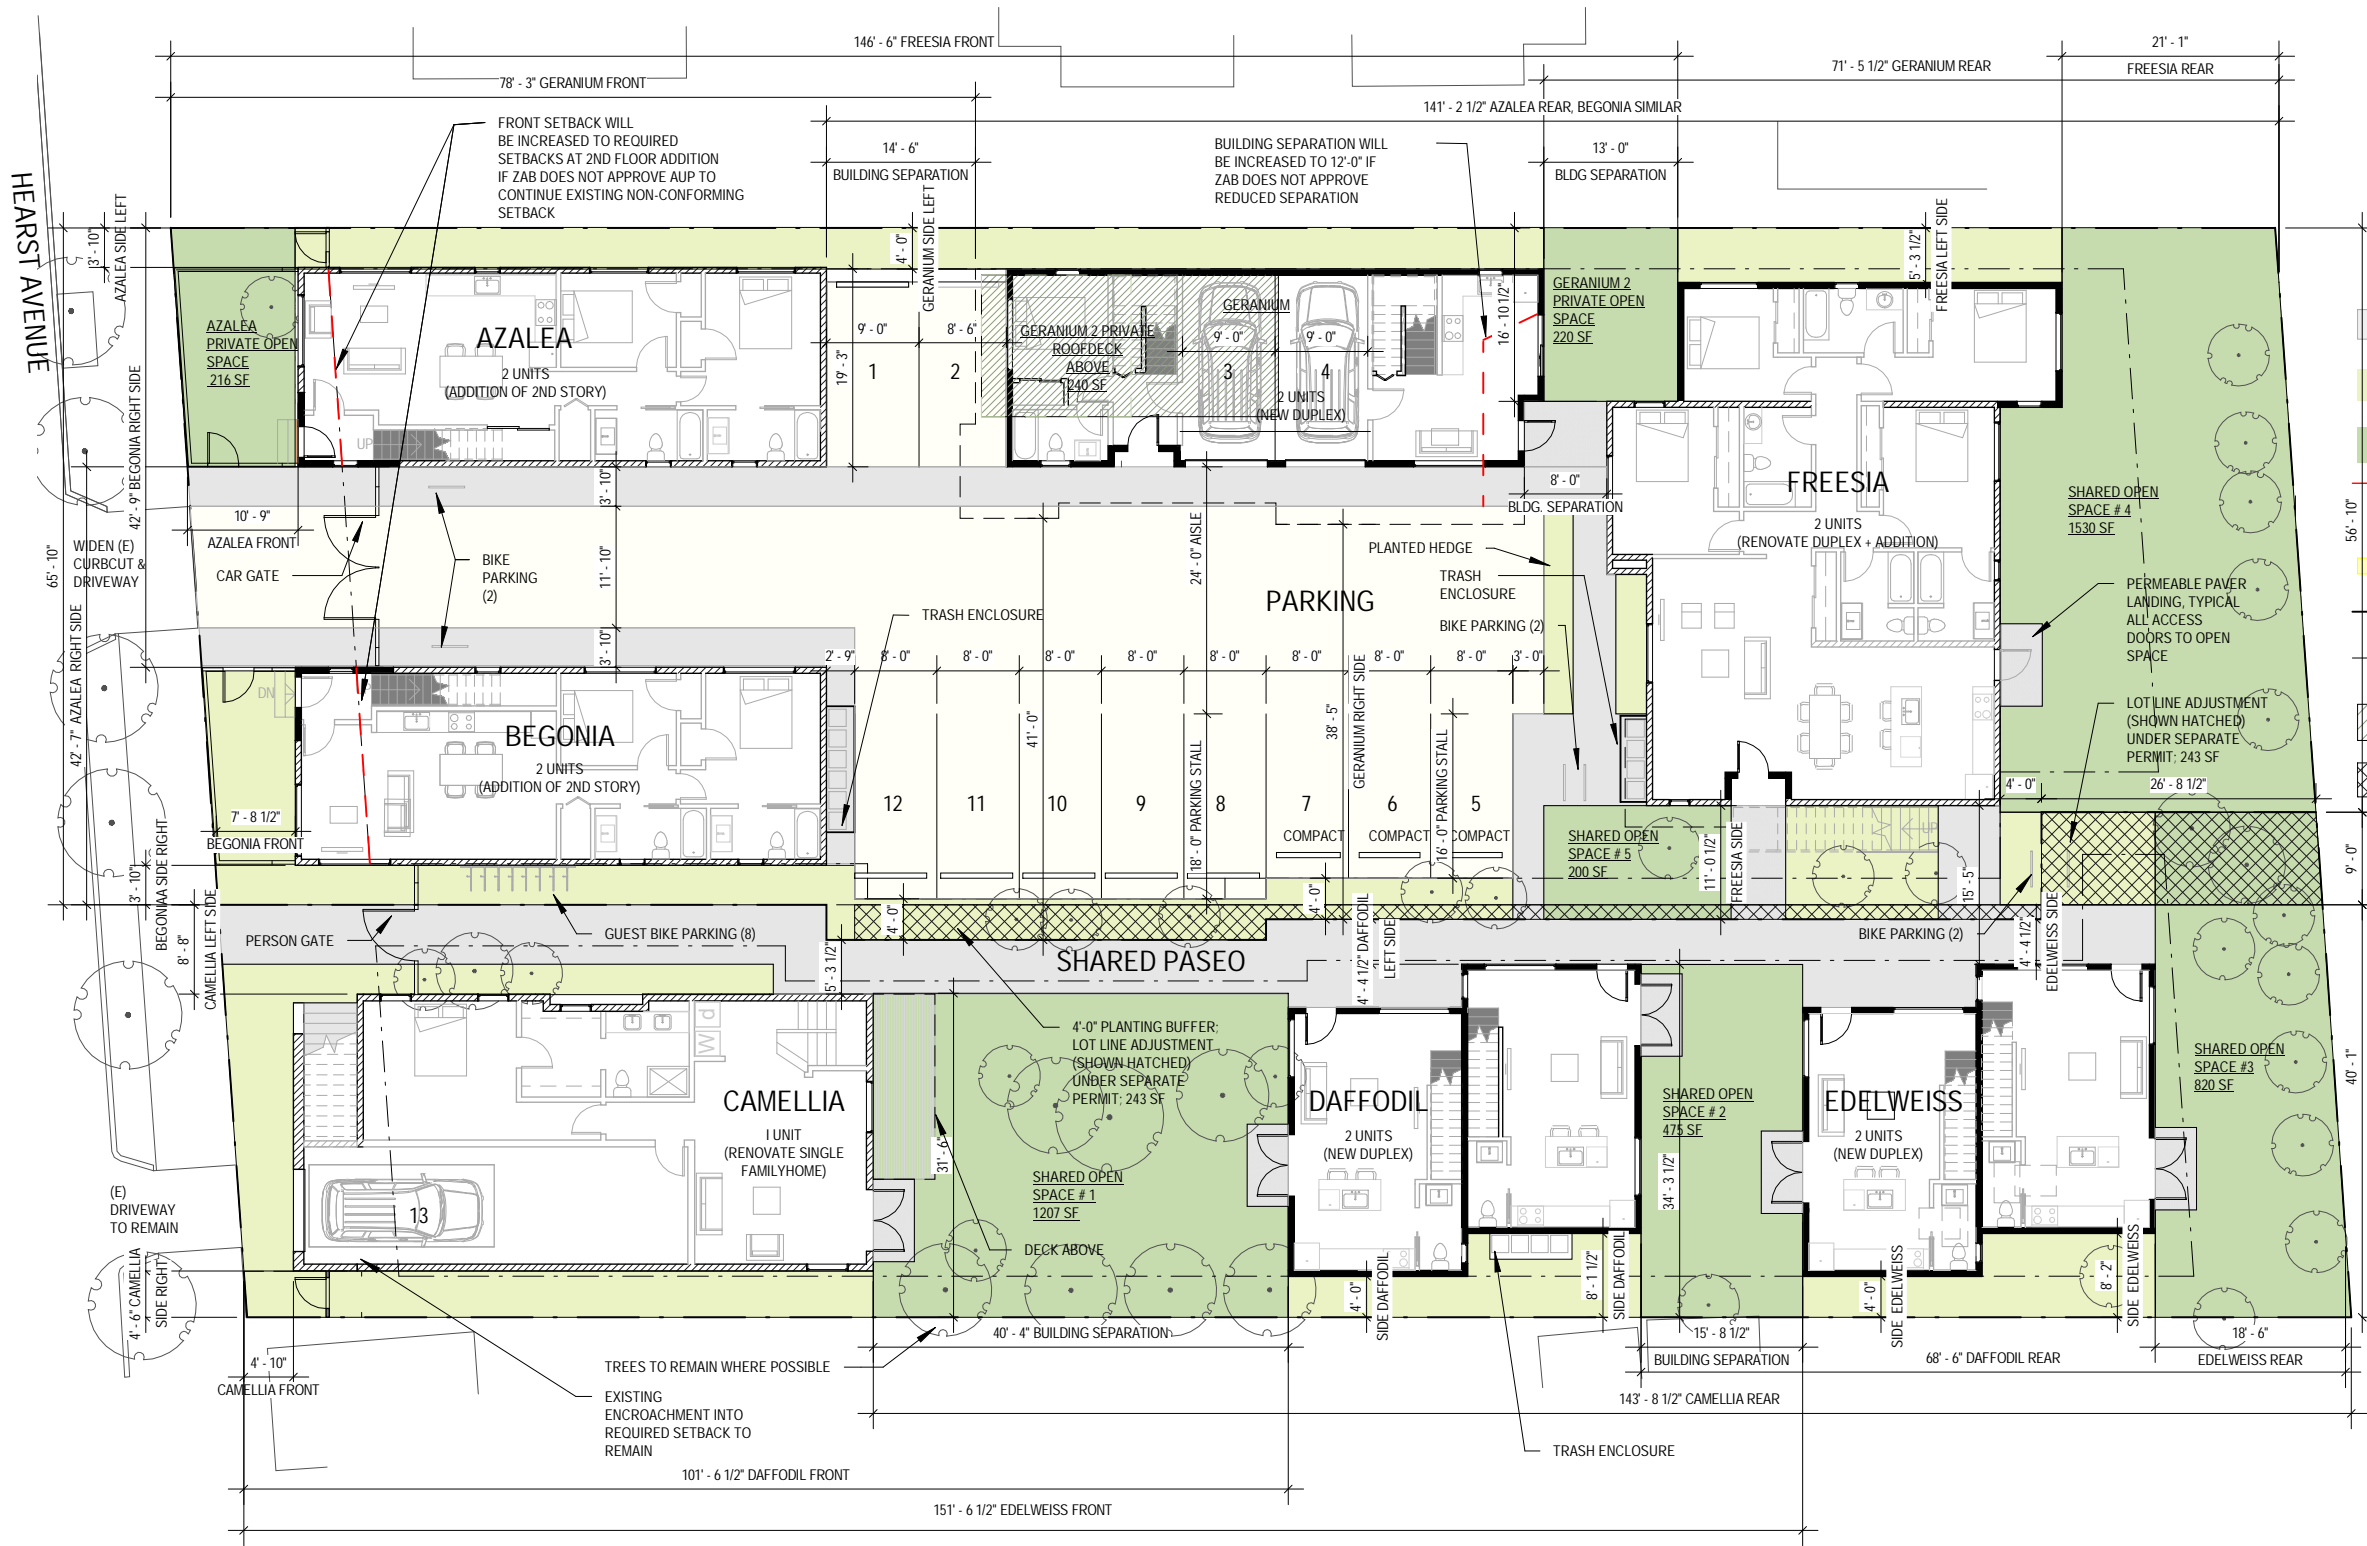 146' - 6" FREESIA FRONT
21' - 1"
FREESIA REAR
78' - 3" GERANIUM FRONT
71' - 5 1/2" GERANIUM REAR
141' - 2 1/2" AZALEA REAR, BEGONIA SIMILAR
FRONT SETBACK WILL
BE INCREASED TO REQUIRED
SETBACKS AT 2ND FLOOR ADDITION
IF ZAB DOES NOT APPROVE AUP TO
CONTINUE EXISTING NON-CONFORMING
SETBACK
14' - 6"
BUILDING SEPARATION
BUILDING SEPARATION WILL
BE INCREASED TO 12'-0" IF
ZAB DOES NOT APPROVE
REDUCED SEPARATION
13' - 0"
BLDG SEPARATION
HEARST AVENUE
3' - 10"
AZALEA SIDE LEFT
4' - 0"
GERANIUM SIDE LEFT
5' - 3 1/2"
FREESIA LEFT SIDE
AZALEA
PRIVATE OPEN
SPACE
216 SF
AZALEA
2 UNITS
(ADDITION OF 2ND STORY)
UP
19' - 3"
9' - 0"
8' - 6"
1
2
GERANIUM 2 PRIVATE
ROOFDECK
ABOVE
240 SF
GERANIUM
9' - 0"
9' - 0"
3
4
2 UNITS
(NEW DUPLEX)
16' - 10 1/2"
GERANIUM 2
PRIVATE OPEN
SPACE
220 SF
FREESIA
2 UNITS
(RENOVATE DUPLEX + ADDITION)
SHARED OPEN
SPACE # 4
1530 SF
56' - 10"
8' - 0"
BLDG. SEPARATION
42' - 9" BEGONIA RIGHT SIDE
65' - 10"
42' - 7" AZALEA RIGHT SIDE
10' - 9"
AZALEA FRONT
WIDEN (E)
CURBCUT &
DRIVEWAY
CAR GATE
BIKE
PARKING
(2)
3' - 10"
11' - 10"
3' - 10"
24' - 0" AISLE
PARKING
PLANTED HEDGE
TRASH
ENCLOSURE
BIKE PARKING (2)
TRASH ENCLOSURE
PERMEABLE PAVER
LANDING, TYPICAL
ALL ACCESS
DOORS TO OPEN
SPACE
2' - 9"
8' - 0"
8' - 0"
8' - 0"
8' - 0"
8' - 0"
8' - 0"
8' - 0"
8' - 0"
3' - 0"
DN
BEGONIA
2 UNITS
(ADDITION OF 2ND STORY)
41' - 0"
38' - 5"
GERANIUM RIGHT SIDE
18' - 0" PARKING STALL
16' - 0" PARKING STALL
LOT LINE ADJUSTMENT
(SHOWN HATCHED)
UNDER SEPARATE
PERMIT; 243 SF
4' - 0"
26' - 8 1/2"
12
11
10
9
8
7
6
5
COMPACT
COMPACT
COMPACT
7' - 8 1/2"
BEGONIA FRONT
SHARED OPEN
SPACE # 5
200 SF
11' - 0 1/2"
FREESIA SIDE
UP
15' - 5"
9' - 0"
3' - 10"
BEGONIAA SIDE RIGHT
8' - 8"
CAMELLIA LEFT SIDE
PERSON GATE
GUEST BIKE PARKING (8)
4' - 0"
4' - 0"
5' - 3 1/2"
SHARED PASEO
4' - 4 1/2" DAFFODIL
LEFT SIDE
BIKE PARKING (2)
4' - 4 1/2"
EDELWEISS SIDE
4'-0" PLANTING BUFFER;
LOT LINE ADJUSTMENT
(SHOWN HATCHED)
UNDER SEPARATE
PERMIT; 243 SF
W
d
CAMELLIA
1 UNIT
(RENOVATE SINGLE
FAMILYHOME)
31' - 6"
SHARED OPEN
SPACE # 1
1207 SF
DECK ABOVE
DAFFODIL
2 UNITS
(NEW DUPLEX)
SHARED OPEN
SPACE # 2
475 SF
34' - 3 1/2"
EDELWEISS
2 UNITS
(NEW DUPLEX)
SHARED OPEN
SPACE #3
820 SF
40' - 1"
13
(E)
DRIVEWAY
TO REMAIN
4' - 6" CAMELLIA
SIDE RIGHT
4' - 0"
SIDE DAFFODIL
8' - 1 1/2"
SIDE DAFFODIL
4' - 0"
SIDE EDELWEISS
8' - 2"
SIDE EDELWEISS
4' - 10"
CAMELLIA FRONT
40' - 4" BUILDING SEPARATION
15' - 8 1/2"
BUILDING SEPARATION
68' - 6" DAFFODIL REAR
18' - 6"
EDELWEISS REAR
TREES TO REMAIN WHERE POSSIBLE
EXISTING
ENCROACHMENT INTO
REQUIRED SETBACK TO
REMAIN
143' - 8 1/2" CAMELLIA REAR
TRASH ENCLOSURE
101' - 6 1/2" DAFFODIL FRONT
151' - 6 1/2" EDELWEISS FRONT